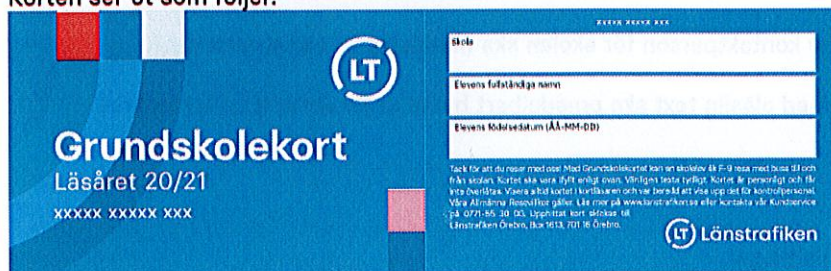 Korten ser ut som följer:
LT
Grundskolekort
Läsåret 20/21
xxxxx xxxxx xxx
xxxxx xxxxx xxx
Skola
Elevens fullständiga namn
Elevens födelsedatum (ÅÅ-MM-DD)
Tack för att du reser med oss! Med Grundskolekortet kan en skolelev åk F-9 resa med buss till och
från skolan. Kortet ska vara ifyllt enligt ovan. Vänligen texta tydligt. Kortet är personligt och får
inte överlåtas. Visera alltid kortet i kortläsaren och var beredd att visa upp det för kontrollpersonal.
Våra Allmänna Resevillkor gäller. Läs mer på www.lanstrafiken.se eller kontakta vår Kundservice
på 0771-55 30 00. Upphittat kort skickas till
Länstrafiken Örebro, Box 1613, 701 16 Örebro.
LT Länstrafiken